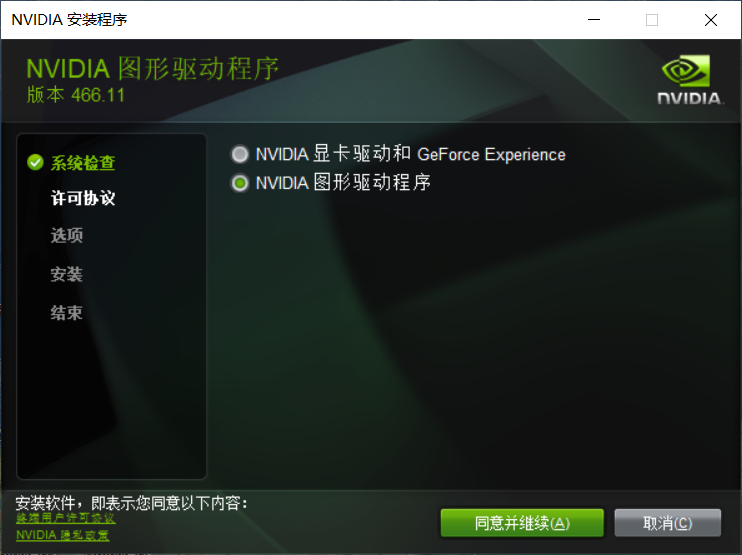 NVIDIA 安装程序
NVIDIA 图形驱动程序
版本 466.11
NVIDIA.
系统检查
许可协议
选项
安装
结束
NVIDIA 显卡驱动和 GeForce Experience
NVIDIA 图形驱动程序
安装软件，即表示您同意以下内容：
终端用户许可协议
NVIDIA 隐私政策
同意并继续(A)
取消(C)